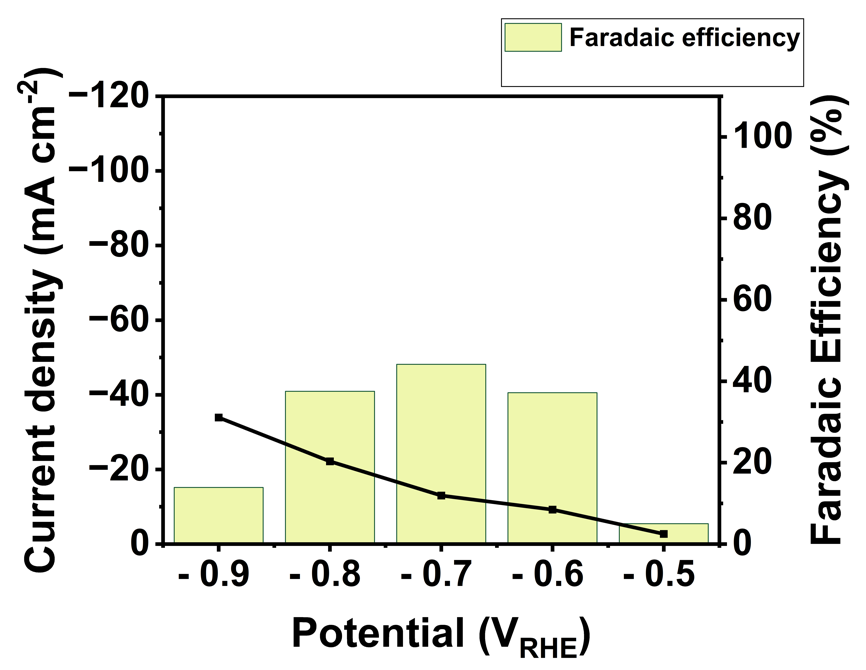 Faradaic efficiency
Current density (mA cm⁻²)
−120
−100
−80
−60
−40
−20
0
100
80
60
40
20
0
Faradaic Efficiency (%)
- 0.9 - 0.8 - 0.7 - 0.6 - 0.5
Potential (V_RHE)